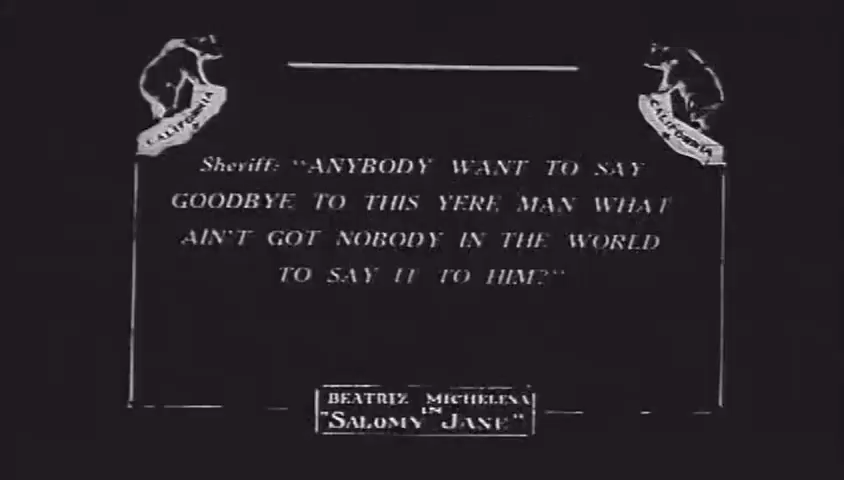 CALIFORNIA
CALIFORNIA
Sheriff: "ANYBODY WANT TO SAY
GOODBYE TO THIS YERE MAN WHAT
AIN'T GOT NOBODY IN THE WORLD
TO SAY IT TO HIM?"
BEATRIZ MICHELENA
IN
"SALOMY JANE"